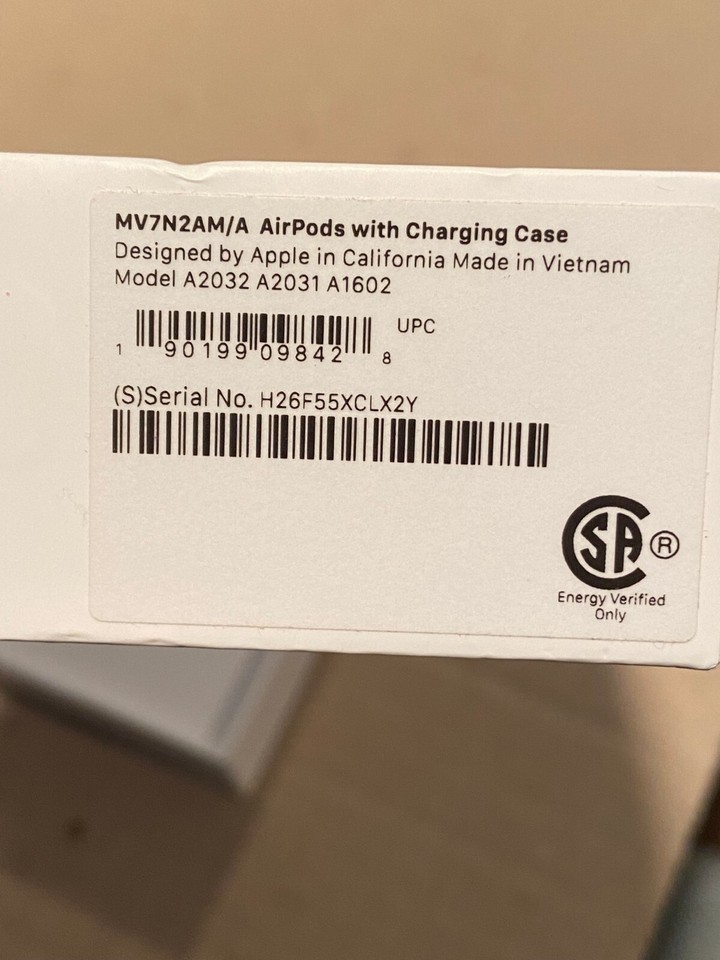 MV7N2AM/A AirPods with Charging Case
Designed by Apple in California Made in Vietnam
Model A2032 A2031 A1602
UPC
1 90199 09842 8
(S)Serial No. H26F55XCLX2Y
SA ®
Energy Verified
Only